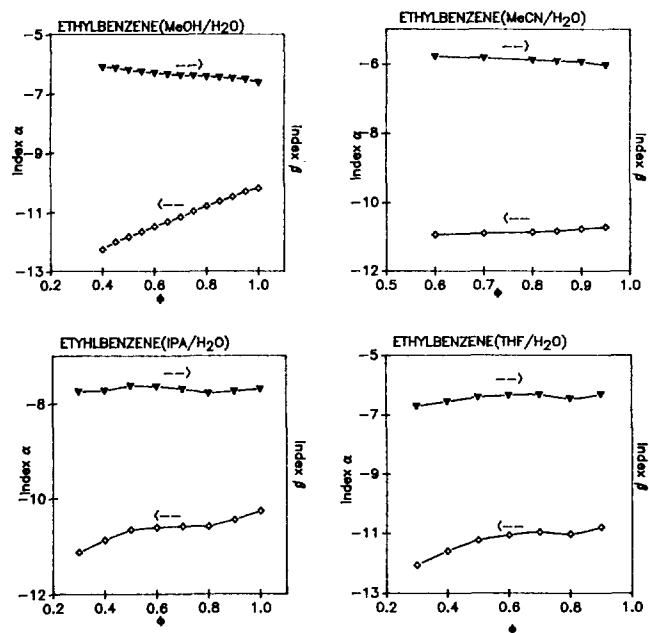 ETHYLBENZENE(MeOH/H2O)
−5
−7
−9
−11
−13
Index α
Index β
−−>
<−−
0.2 0.4 0.6 0.8 1.0
ϕ
ETHYLBENZENE(MeCN/H2O)
−6
−8
−10
−12
Index α
Index β
−−>
<−−
0.5 0.6 0.7 0.8 0.9 1.0
ϕ
ETYHLBENZENE(IPA/H2O)
−8
−10
−12
Index α
Index β
−−>
<−−
0.2 0.4 0.6 0.8 1.0
ϕ
ETHYLBENZENE(THF/H2O)
−5
−7
−9
−11
−13
Index α
Index β
−−>
<−−
0.2 0.4 0.6 0.8 1.0
ϕ